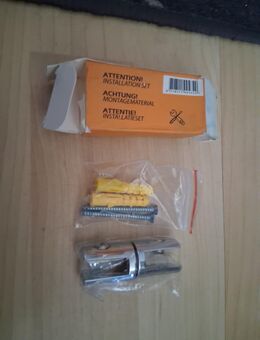 ATTENTION!
INSTALLATION SET
ACHTUNG!
MONTAGEMATERIAL
ATTENTIE!
INSTALLATIESET